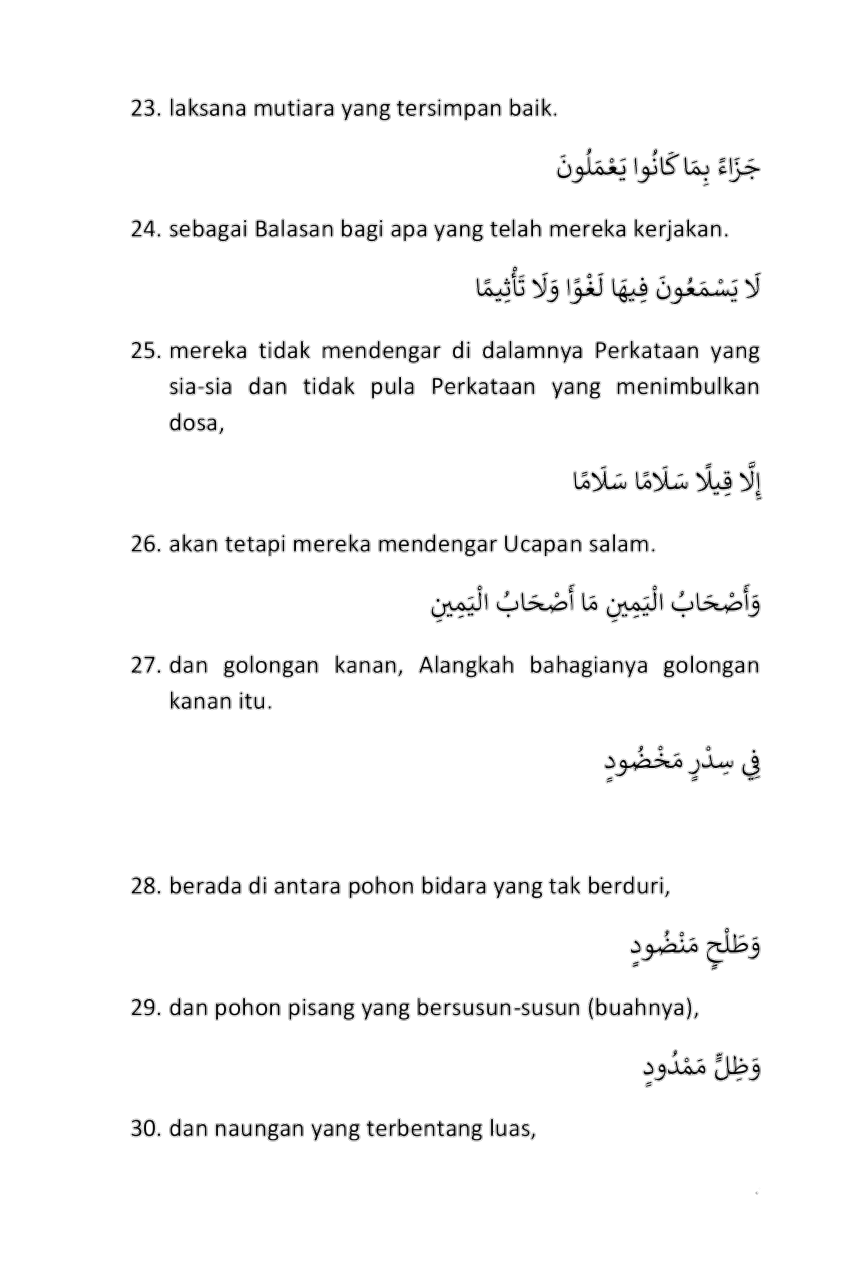 23. laksana mutiara yang tersimpan baik.
جَزَاءً بِمَا كَانُوا يَعْمَلُونَ
24. sebagai Balasan bagi apa yang telah mereka kerjakan.
لَا يَسْمَعُونَ فِيهَا لَغْوًا وَلَا تَأْثِيمًا
25. mereka tidak mendengar di dalamnya Perkataan yang
sia-sia dan tidak pula Perkataan yang menimbulkan
dosa,
إِلَّا قِيلًا سَلَامًا سَلَامًا
26. akan tetapi mereka mendengar Ucapan salam.
وَأَصْحَابُ الْيَمِينِ مَا أَصْحَابُ الْيَمِينِ
27. dan golongan kanan, Alangkah bahagianya golongan
kanan itu.
فِي سِدْرٍ مَخْضُودٍ
28. berada di antara pohon bidara yang tak berduri,
وَطَلْحٍ مَنْضُودٍ
29. dan pohon pisang yang bersusun-susun (buahnya),
وَظِلٍّ مَمْدُودٍ
30. dan naungan yang terbentang luas,